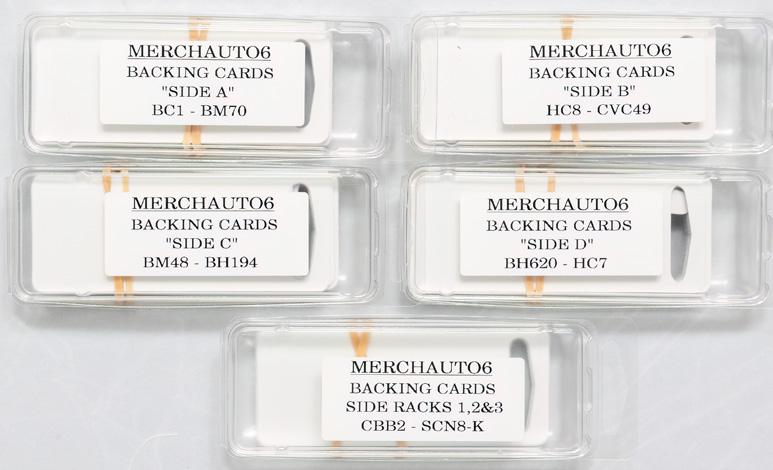 MERCHAUTO6
BACKING CARDS
"SIDE A"
BC1 - BM70
MERCHAUTO6
BACKING CARDS
"SIDE B"
HC8 - CVC49
MERCHAUTO6
BACKING CARDS
"SIDE C"
BM48 - BH194
MERCHAUTO6
BACKING CARDS
"SIDE D"
BH620 - HC7
MERCHAUTO6
BACKING CARDS
SIDE RACKS 1,2&3
CBB2 - SCN8-K